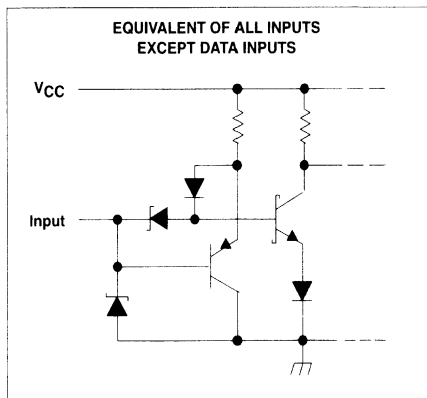 EQUIVALENT OF ALL INPUTS
EXCEPT DATA INPUTS
VCC
Input